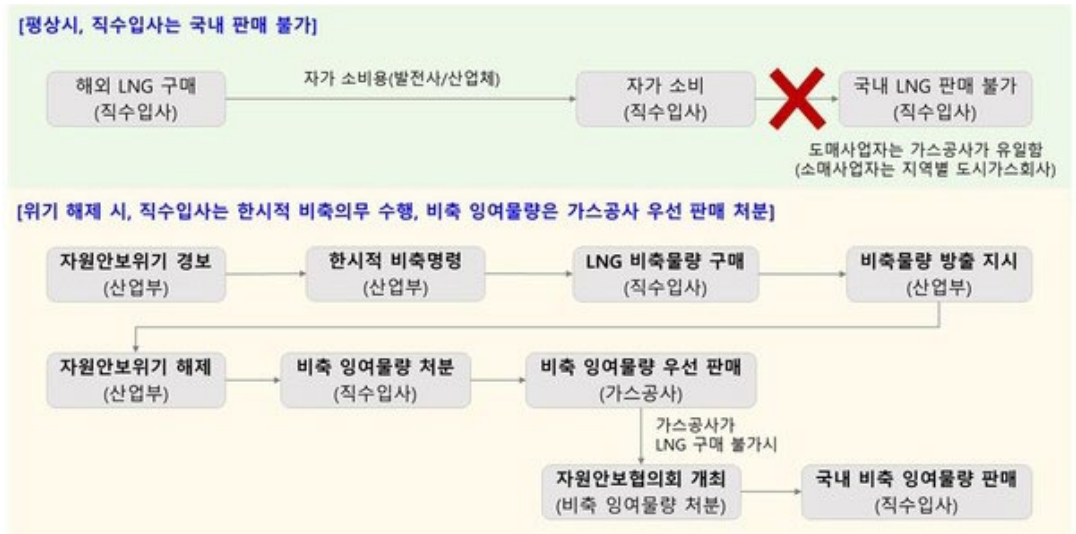 [평상시, 직수입사는 국내 판매 불가]
해외 LNG 구매
(직수입사)
자가 소비용(발전사/산업체)
자가 소비
(직수입사)
국내 LNG 판매 불가
(직수입사)
도매사업자는 가스공사가 유일함
(소매사업자는 지역별 도시가스회사)
[위기 해제 시, 직수입사는 한시적 비축의무 수행, 비축 잉여물량은 가스공사 우선 판매 처분]
자원안보위기 경보
(산업부)
한시적 비축명령
(산업부)
LNG 비축물량 구매
(직수입사)
비축물량 방출 지시
(산업부)
자원안보위기 해제
(산업부)
비축 잉여물량 처분
(직수입사)
비축 잉여물량 우선 판매
(가스공사)
가스공사가
LNG 구매 불가시
자원안보협의회 개최
(비축 잉여물량 처분)
국내 비축 잉여물량 판매
(직수입사)